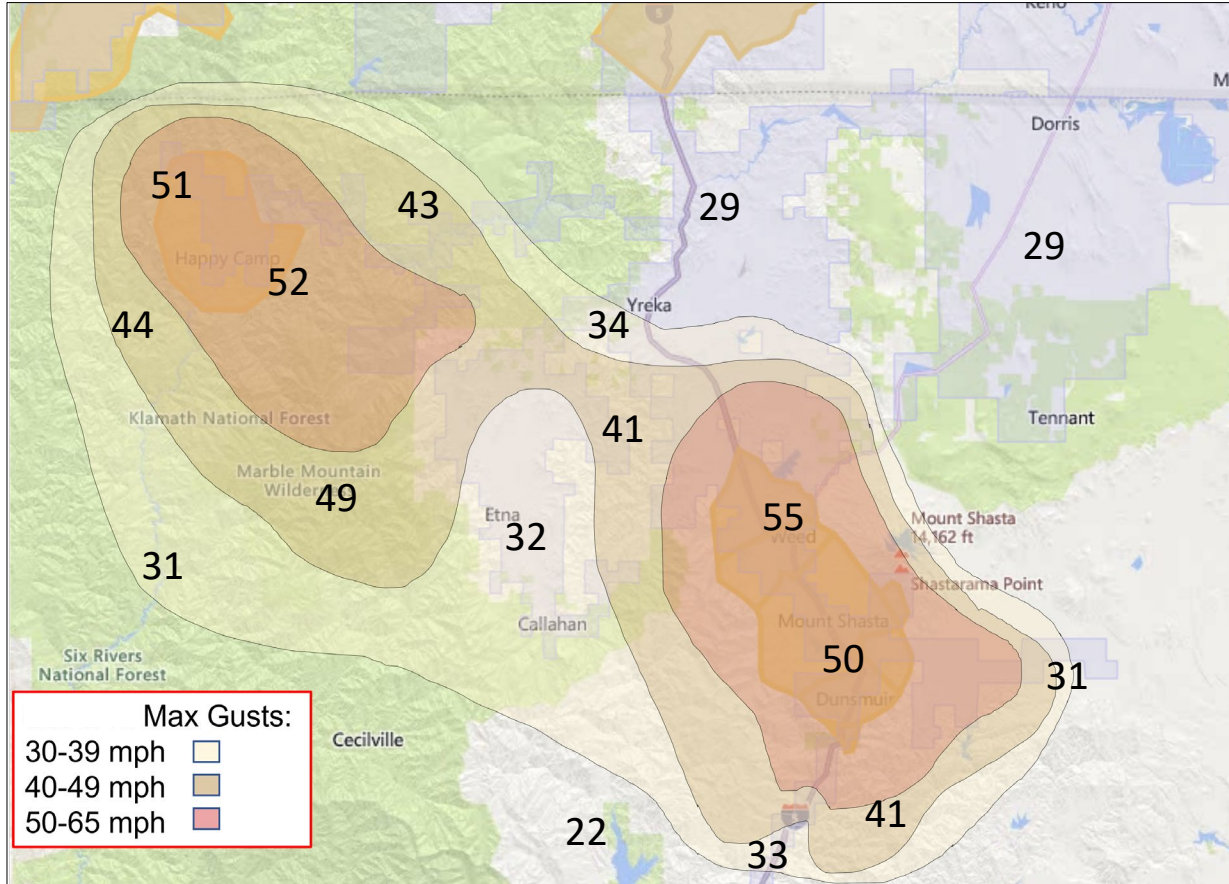 Reno
M
Dorris
51
43
29
29
Happy Camp
52
Yreka
44
34
Klamath National Forest
41
Tennant
Marble Mountain
Wilderness
49
Etna
32
55
Weed
Mount Shasta
14,162 ft
31
Shastarama Point
Callahan
Mount Shasta
50
31
Six Rivers
National Forest
Dunsmuir
Max Gusts:
30-39 mph
40-49 mph
50-65 mph
Cecilville
22
41
33